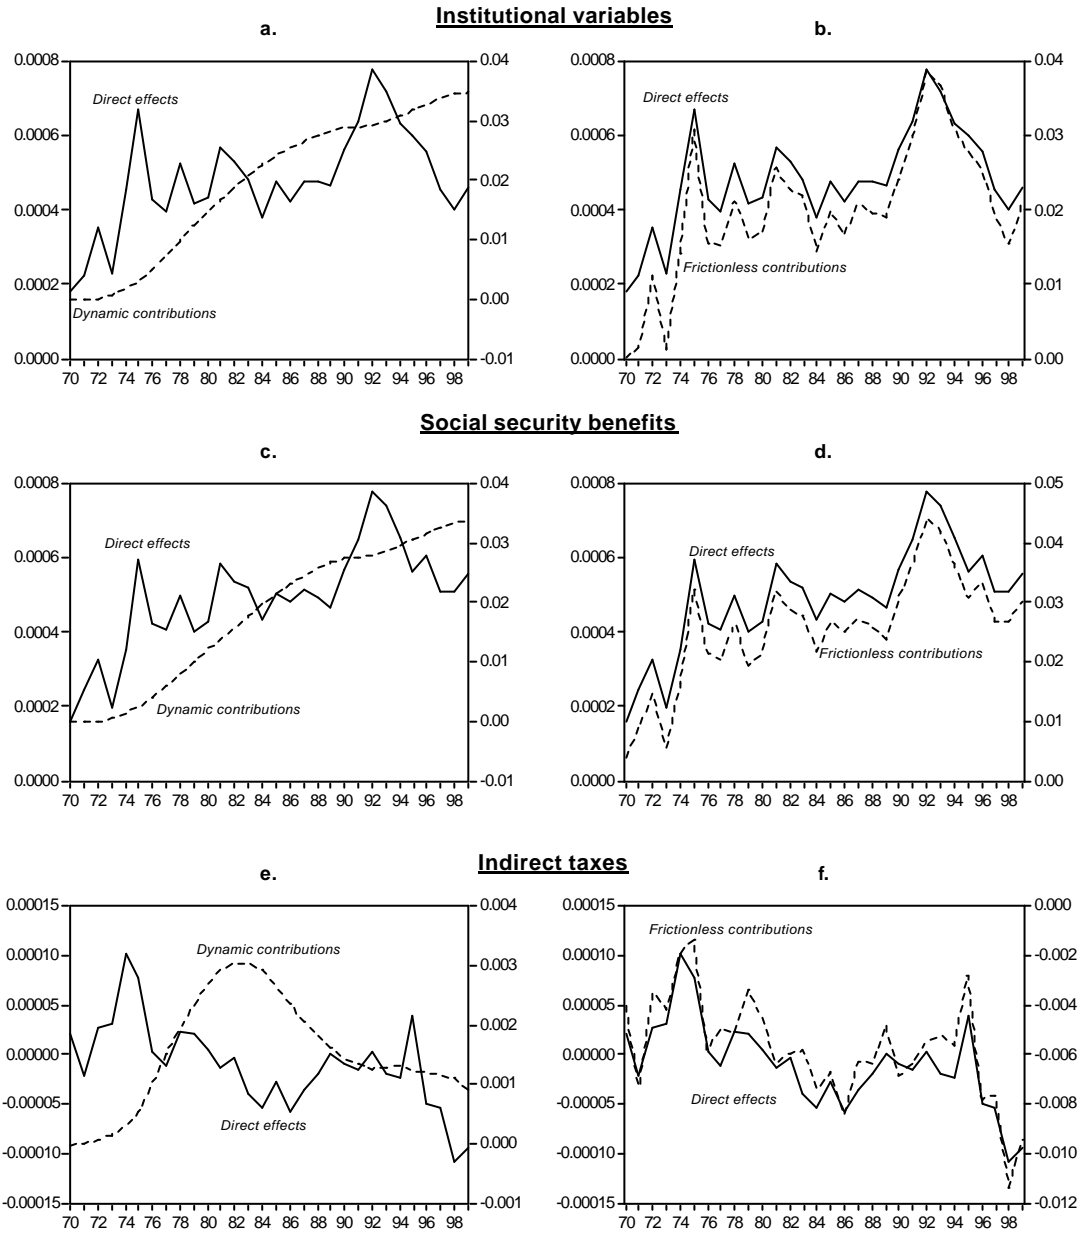 Institutional variables
a. b.
0.0008 0.04 0.0008 0.04
Direct effects Direct effects
0.0006 0.03 0.0006 0.03
0.02
0.0004 0.0004 0.02
0.01
Frictionless contributions
0.0002 0.00 0.0002 0.01
Dynamic contributions
0.0000 -0.01 0.0000 0.00
70 72 74 76 78 80 82 84 86 88 90 92 94 96 98 70 72 74 76 78 80 82 84 86 88 90 92 94 96 98
Social security benefits
c. d.
0.0008 0.04 0.0008 0.05
Direct effects Direct effects
0.0006 0.03 0.0006 0.04
0.02 0.03
0.0004 0.0004
Frictionless contributions
0.01 0.02
Dynamic contributions
0.0002 0.00 0.0002 0.01
0.0000 -0.01 0.0000 0.00
70 72 74 76 78 80 82 84 86 88 90 92 94 96 98 70 72 74 76 78 80 82 84 86 88 90 92 94 96 98
Indirect taxes
e. f.
0.00015 0.004 0.00015 0.000
Frictionless contributions
Dynamic contributions
0.00010 0.003 0.00010 -0.002
0.00005 0.00005 -0.004
0.002
0.00000 0.00000 -0.006
0.001
-0.00005 -0.00005 -0.008
Direct effects Direct effects
0.000
-0.00010 -0.00010 -0.010
-0.00015 -0.001 -0.00015 -0.012
70 72 74 76 78 80 82 84 86 88 90 92 94 96 98 70 72 74 76 78 80 82 84 86 88 90 92 94 96 98